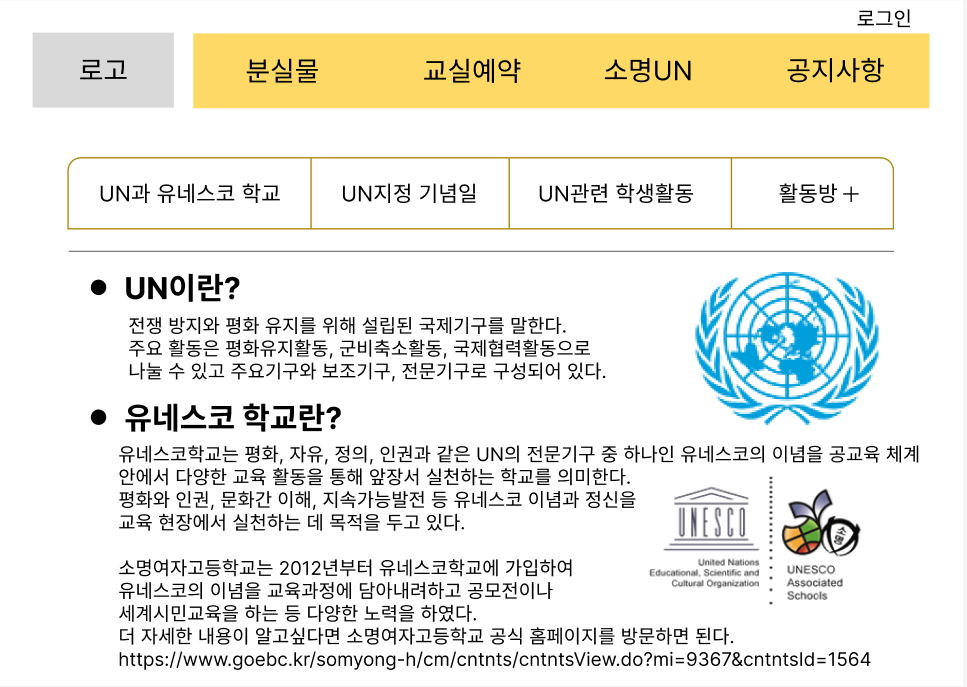 로그인
로고
분실물 교실예약 소명UN 공지사항
UN과 유네스코 학교 UN지정 기념일 UN관련 학생활동 활동방 +
● UN이란?
전쟁 방지와 평화 유지를 위해 설립된 국제기구를 말한다.
주요 활동은 평화유지활동, 군비축소활동, 국제협력활동으로
나눌 수 있고 주요기구와 보조기구, 전문기구로 구성되어 있다.
● 유네스코 학교란?
유네스코학교는 평화, 자유, 정의, 인권과 같은 UN의 전문기구 중 하나인 유네스코의 이념을 공교육 체계
안에서 다양한 교육 활동을 통해 앞장서 실천하는 학교를 의미한다.
평화와 인권, 문화간 이해, 지속가능발전 등 유네스코 이념과 정신을
교육 현장에서 실천하는 데 목적을 두고 있다.
UNESCO
United Nations
Educational, Scientific and
Cultural Organization
소명
UNESCO
Associated
Schools
소명여자고등학교는 2012년부터 유네스코학교에 가입하여
유네스코의 이념을 교육과정에 담아내려하고 공모전이나
세계시민교육을 하는 등 다양한 노력을 하였다.
더 자세한 내용이 알고싶다면 소명여자고등학교 공식 홈페이지를 방문하면 된다.
https://www.goebc.kr/somyong-h/cm/cntnts/cntntsView.do?mi=9367&cntntsId=1564